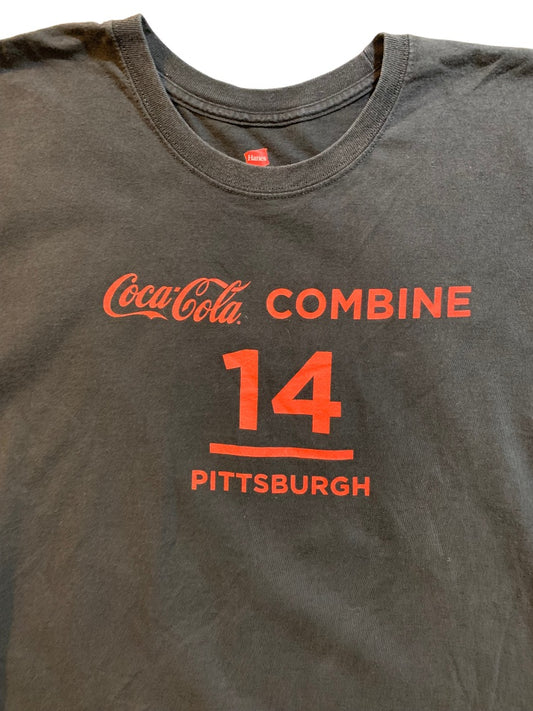 Hanes
Coca-Cola COMBINE
14
PITTSBURGH